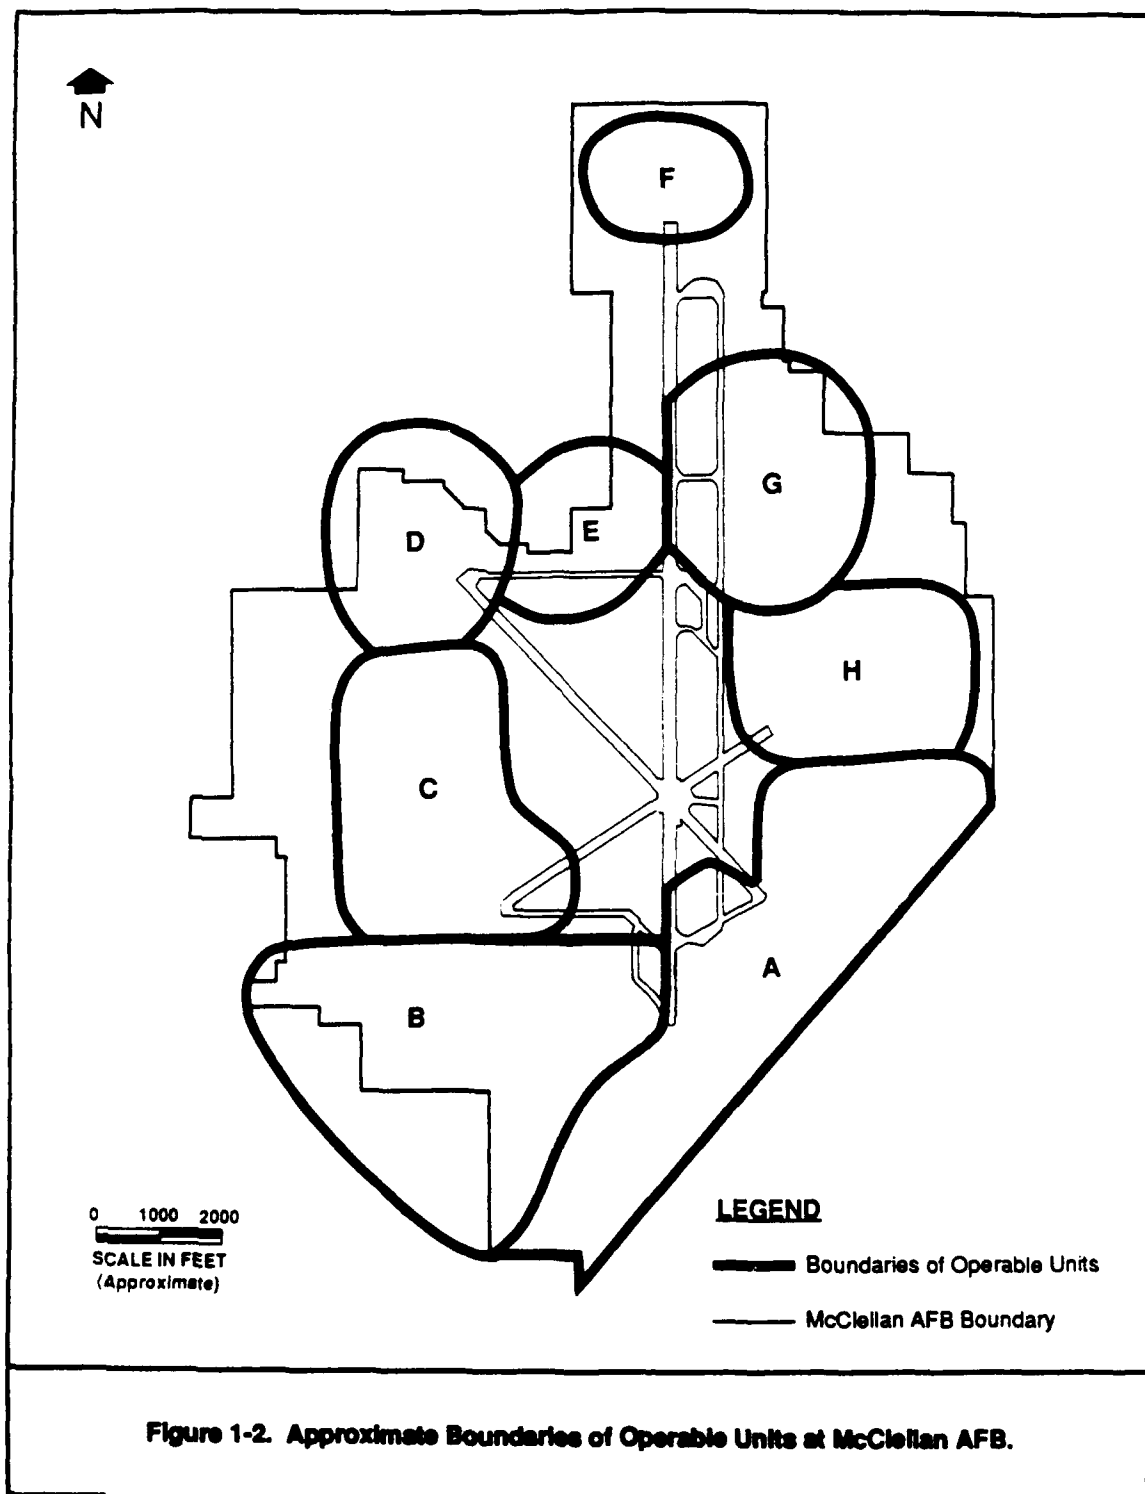 N
F
G
E
D
H
C
A
B
0 1000 2000
SCALE IN FEET
(Approximate)
LEGEND
Boundaries of Operable Units
McClellan AFB Boundary
Figure 1-2. Approximate Boundaries of Operable Units at McClellan AFB.